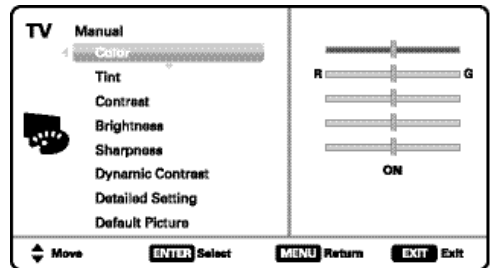 TV Manual
Color
Tint R G
Contrast
Brightness
Sharpness
Dynamic Contrast ON
Detailed Setting
Default Picture
Move ENTER Select MENU Return EXIT Exit